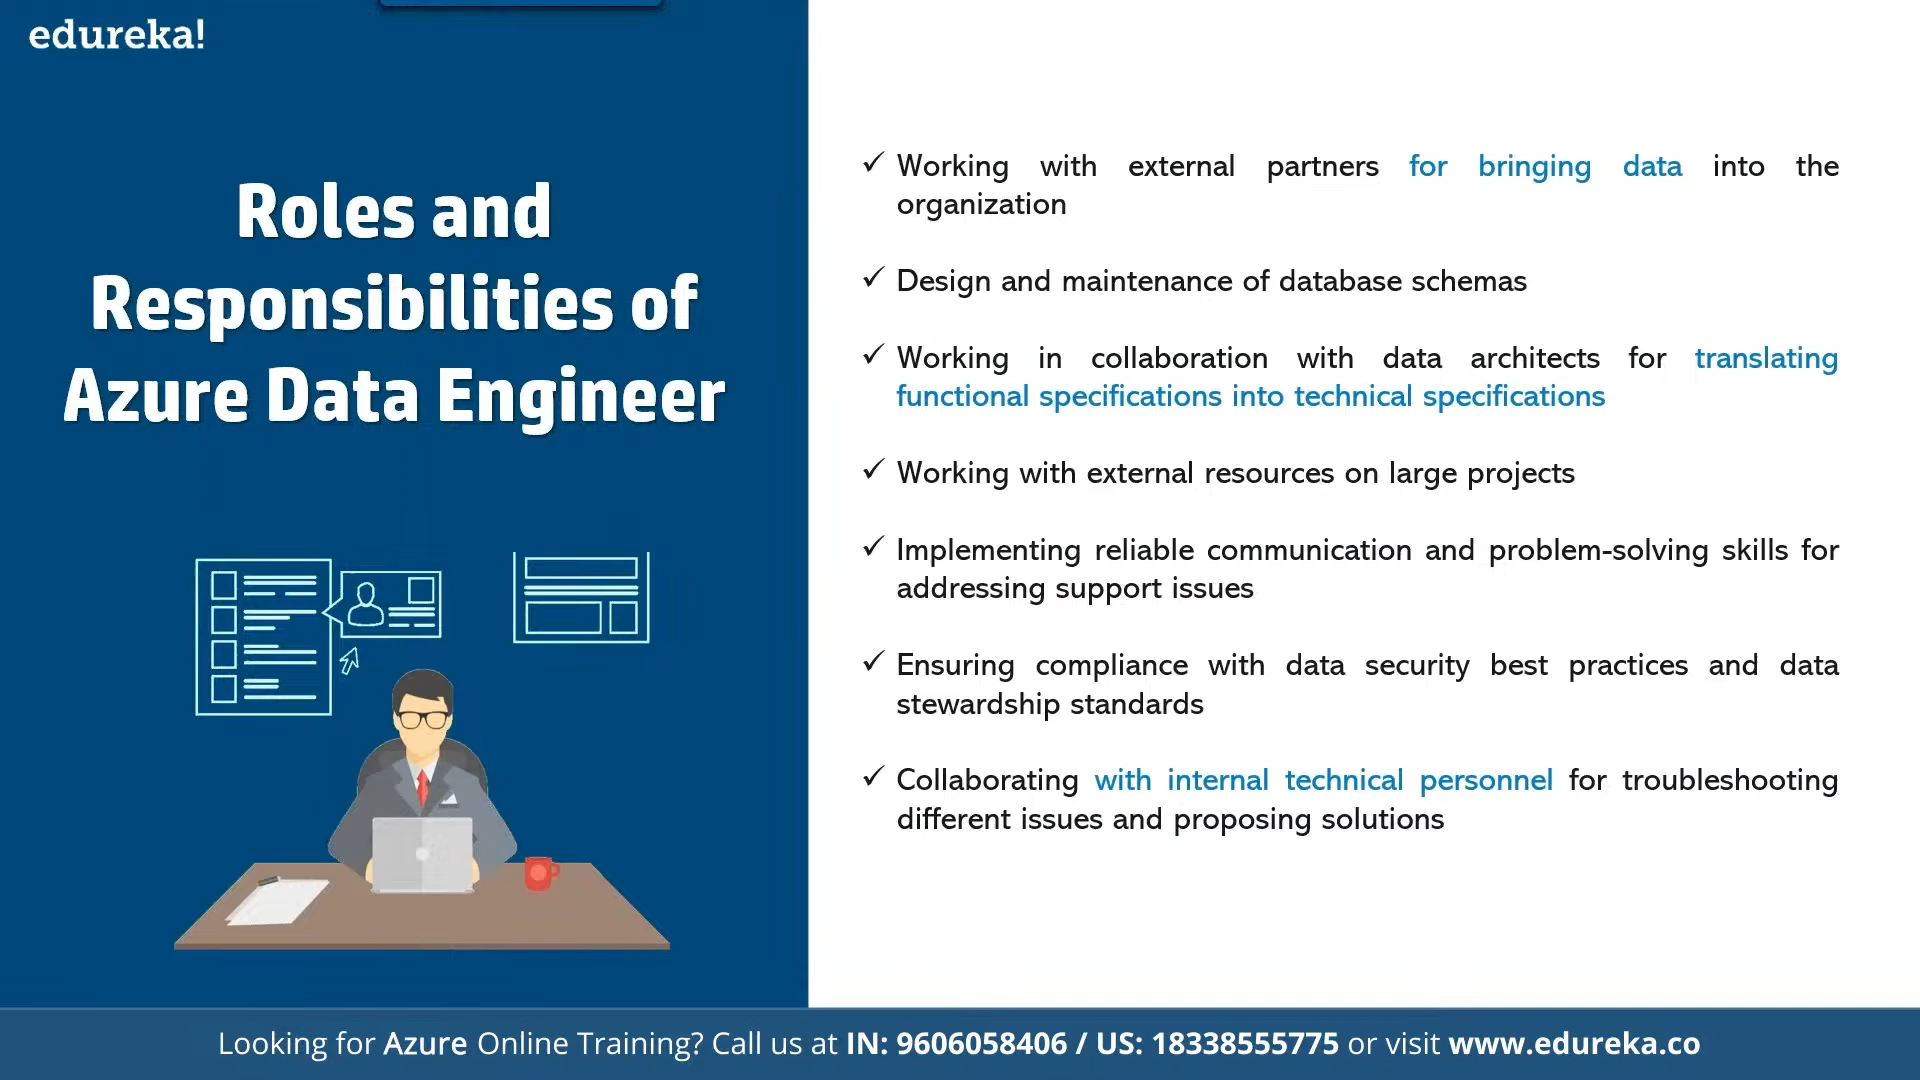 edureka!
Roles and
Responsibilities of
Azure Data Engineer
✓ Working with external partners for bringing data into the
organization
✓ Design and maintenance of database schemas
✓ Working in collaboration with data architects for translating
functional specifications into technical specifications
✓ Working with external resources on large projects
✓ Implementing reliable communication and problem-solving skills for
addressing support issues
✓ Ensuring compliance with data security best practices and data
stewardship standards
✓ Collaborating with internal technical personnel for troubleshooting
different issues and proposing solutions
Looking for Azure Online Training? Call us at IN: 9606058406 / US: 18338555775 or visit www.edureka.co